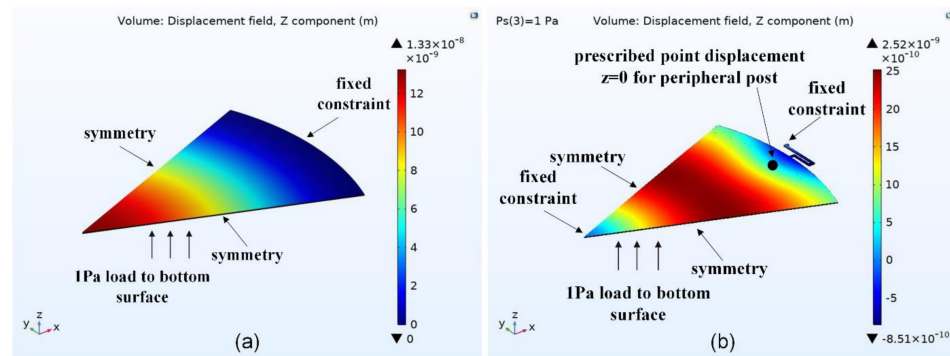 Volume: Displacement field, Z component (m)
▲ 1.33×10⁻⁸
×10⁻⁹
12
10
8
6
4
2
0
▼ 0
fixed
constraint
symmetry
symmetry
1Pa load to bottom
surface
z
y
x
(a)
Ps(3)=1 Pa
Volume: Displacement field, Z component (m)
▲ 2.52×10⁻⁹
×10⁻¹⁰
25
20
15
10
5
0
-5
▼ -8.51×10⁻¹⁰
prescribed point displacement
z=0 for peripheral post
fixed
constraint
symmetry
fixed
constraint
symmetry
1Pa load to bottom
surface
z
y
x
(b)